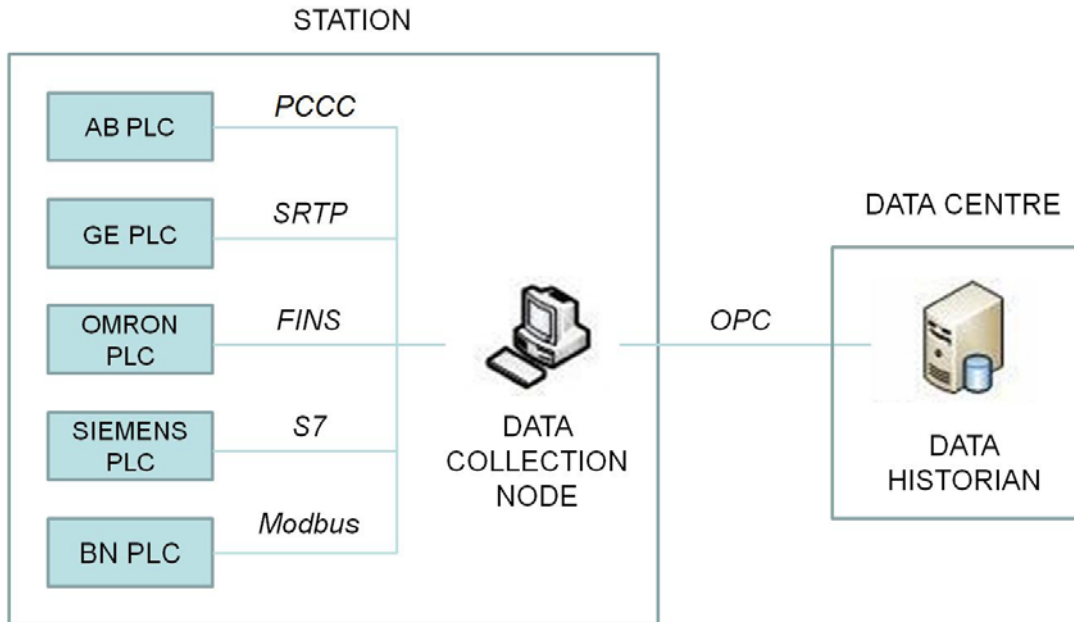 STATION
AB PLC
PCCC
GE PLC
SRTP
OMRON
PLC
FINS
SIEMENS
PLC
S7
BN PLC
Modbus
DATA
COLLECTION
NODE
OPC
DATA CENTRE
DATA
HISTORIAN